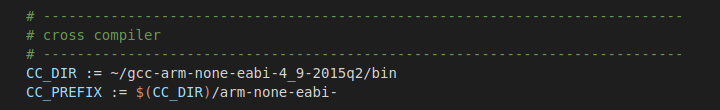 # -----------------------------------------------------------------------
# cross compiler
# -----------------------------------------------------------------------
CC_DIR := ~/gcc-arm-none-eabi-4_9-2015q2/bin
CC_PREFIX := $(CC_DIR)/arm-none-eabi-